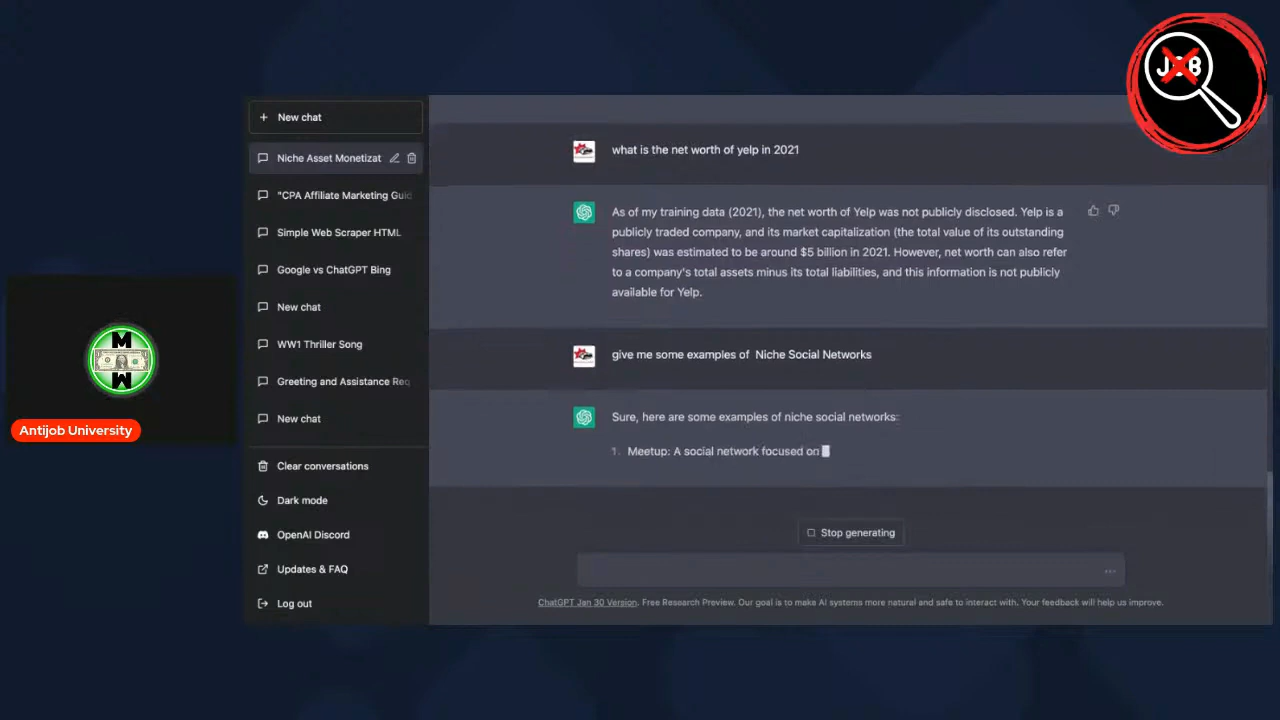 JOB
New chat
Niche Asset Monetizat
"CPA Affiliate Marketing Guid
Simple Web Scraper HTML
Google vs ChatGPT Bing
New chat
WW1 Thriller Song
Greeting and Assistance Req
New chat
Clear conversations
Dark mode
OpenAI Discord
Updates & FAQ
Log out
M
M
Antijob University
what is the net worth of yelp in 2021
As of my training data (2021), the net worth of Yelp was not publicly disclosed. Yelp is a
publicly traded company, and its market capitalization (the total value of its outstanding
shares) was estimated to be around $5 billion in 2021. However, net worth can also refer
to a company's total assets minus its total liabilities, and this information is not publicly
available for Yelp.
give me some examples of  Niche Social Networks
Sure, here are some examples of niche social networks:
1. Meetup: A social network focused on
Stop generating
ChatGPT Jan 30 Version. Free Research Preview. Our goal is to make AI systems more natural and safe to interact with. Your feedback will help us improve.